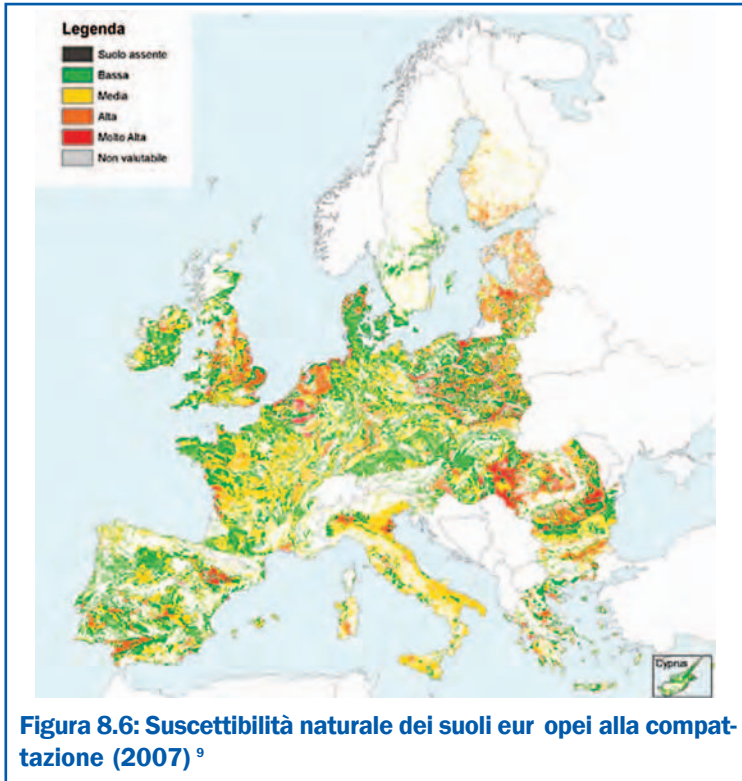 Legenda
Suolo assente
Bassa
Media
Alta
Molto Alta
Non valutabile
Cyprus
Figura 8.6: Suscettibilità naturale dei suoli eur opei alla compat-
tazione (2007) 9